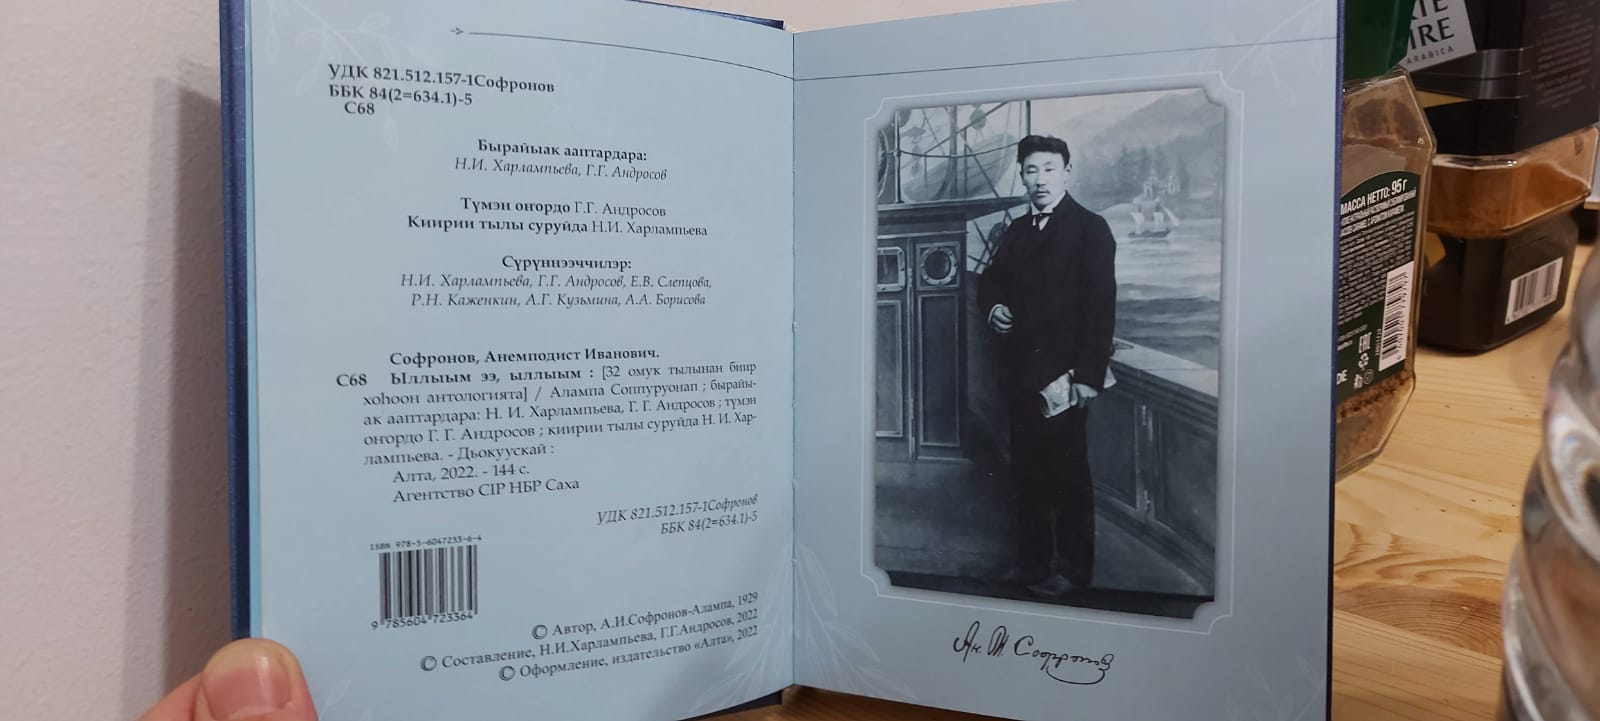 УДК 821.512.157-1Софронов
ББК 84(2=634.1)-5
С68
Бырайыак ааптардара:
Н.И. Харлампьева, Г.Г. Андросов
Түмэн оҥордо Г.Г. Андросов
Киирии тылы суруйда Н.И. Харлампьева
Сүрүннээччилэр:
Н.И. Харлампьева, Г.Г. Андросов, Е.В. Слепцова,
Р.Н. Каженкин, А.Г. Кузьмина, А.А. Борисова
Софронов, Анемподист Иванович.
С68 Ыллыым ээ, ыллыым : [32 омук тылынан биир
хоһоон антологията] / Алампа Соппуруонап ; бырайы-
ак ааптардара: Н. И. Харлампьева, Г. Г. Андросов ; түмэн
оҥордо Г. Г. Андросов ; киирии тылы суруйда Н. И. Хар-
лампьева. - Дьокуускай :
Алта, 2022. - 144 с.
Агентство CIP НБР Саха
УДК 821.512.157-1Софронов
ББК 84(2=634.1)-5
ISBN 978-5-6047233-6-4
9 785604 723364
© Автор, А.И.Софронов-Алампа, 1929
© Составление, Н.И.Харлампьева, Г.Г.Андросов, 2022
© Оформление, издательство «Алта», 2022
Софронов
IRE
ARABICA
МАССА НЕТТО: 95 г
EAC